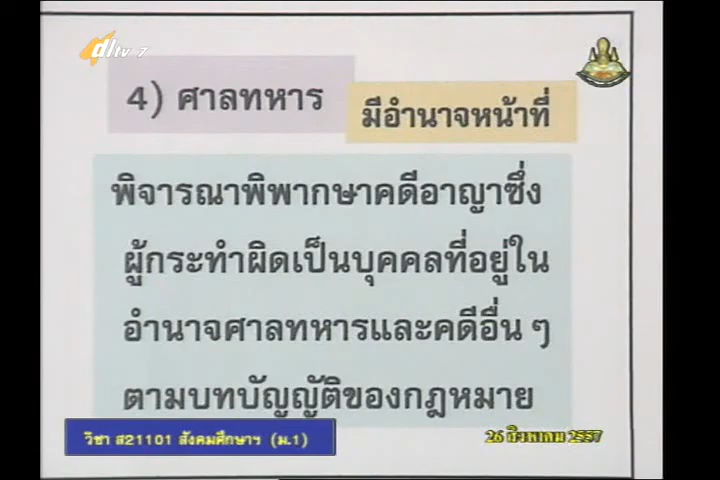 dltv 7
4) ศาลทหาร
มีอำนาจหน้าที่
พิจารณาพิพากษาคดีอาญาซึ่ง
ผู้กระทำผิดเป็นบุคคลที่อยู่ใน
อำนาจศาลทหารและคดีอื่น ๆ
ตามบทบัญญัติของกฎหมาย
วิชา ส21101 สังคมศึกษาฯ (ม.1)
26 สิงหาคม 2557